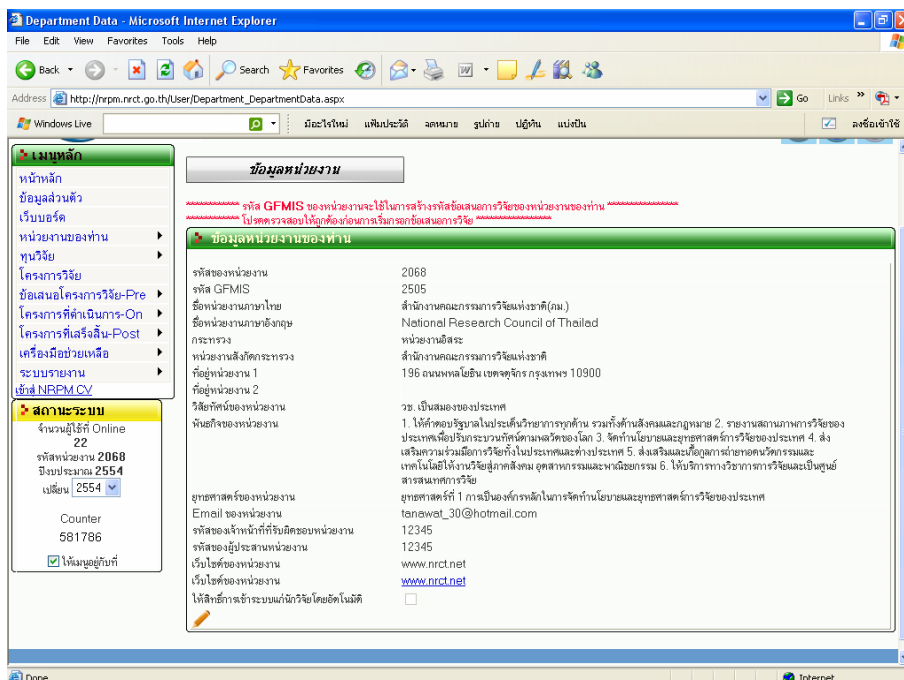 Department Data - Microsoft Internet Explorer
File Edit View Favorites Tools Help
Back Search Favorites
Address http://nrpm.nrct.go.th/User/Department_DepartmentData.aspx Go Links
Windows Live มีอะไรใหม่ แฟ้มประวัติ จดหมาย รูปถ่าย ปฏิทิน แบ่งปัน ลงชื่อเข้าใช้
เมนูหลัก
หน้าหลัก
ข้อมูลส่วนตัว
เว็บบอร์ด
หน่วยงานของท่าน
ทุนวิจัย
โครงการวิจัย
ข้อเสนอโครงการวิจัย-Pre
โครงการที่ดำเนินการ-On
โครงการที่เสร็จสิ้น-Post
เครื่องมือช่วยเหลือ
ระบบรายงาน
เข้าสู่ NRPM CV
สถานะระบบ
จำนวนผู้ใช้ที่ Online
22
รหัสหน่วยงาน 2068
ปีงบประมาณ 2554
เปลี่ยน 2554
Counter
581786
ให้เมนูอยู่กับที่
ข้อมูลหน่วยงาน
************ รหัส GFMIS ของหน่วยงานจะใช้ในการสร้างรหัสข้อเสนอการวิจัยของหน่วยงานของท่าน ****************
************ โปรดตรวจสอบให้ถูกต้องก่อนการเริ่มกรอกข้อเสนอการวิจัย ****************
ข้อมูลหน่วยงานของท่าน
รหัสของหน่วยงาน 2068
รหัส GFMIS 2505
ชื่อหน่วยงานภาษาไทย สำนักงานคณะกรรมการวิจัยแห่งชาติ(ภม.)
ชื่อหน่วยงานภาษาอังกฤษ National Research Council of Thailad
กระทรวง หน่วยงานอิสระ
หน่วยงานสังกัดกระทรวง สำนักงานคณะกรรมการวิจัยแห่งชาติ
ที่อยู่หน่วยงาน 1 196 ถนนพหลโยธิน เขตจตุจักร กรุงเทพฯ 10900
ที่อยู่หน่วยงาน 2
วิสัยทัศน์ของหน่วยงาน วช. เป็นสมองของประเทศ
พันธกิจของหน่วยงาน 1. ให้คำตอบรัฐบาลในประเด็นวิทยาการทุกด้าน รวมทั้งด้านสังคมและกฎหมาย 2. รายงานสถานภาพการวิจัยของ
ประเทศเพื่อปรับกระบวนทัศน์ตามพลวัตของโลก 3. จัดทำนโยบายและยุทธศาสตร์การวิจัยของประเทศ 4. ส่ง
เสริมความร่วมมือการวิจัยทั้งในประเทศและต่างประเทศ 5. ส่งเสริมและเกื้อกูลการถ่ายทอดนวัตกรรมและ
เทคโนโลยีให้งานวิจัยสู่ภาคสังคม อุตสาหกรรมและพาณิชยกรรม 6. ให้บริการทางวิชาการการวิจัยและเป็นศูนย์
สารสนเทศการวิจัย
ยุทธศาสตร์ของหน่วยงาน ยุทธศาสตร์ที่ 1 การเป็นองค์กรหลักในการจัดทำนโยบายและยุทธศาสตร์การวิจัยของประเทศ
Email ของหน่วยงาน tanawat_30@hotmail.com
รหัสของเจ้าหน้าที่ที่รับผิดชอบหน่วยงาน 12345
รหัสของผู้ประสานหน่วยงาน 12345
เว็บไซต์ของหน่วยงาน www.nrct.net
เว็บไซต์ของหน่วยงาน www.nrct.net
ให้สิทธิ์การเข้าระบบแก่นักวิจัยโดยอัตโนมัติ
Done Internet